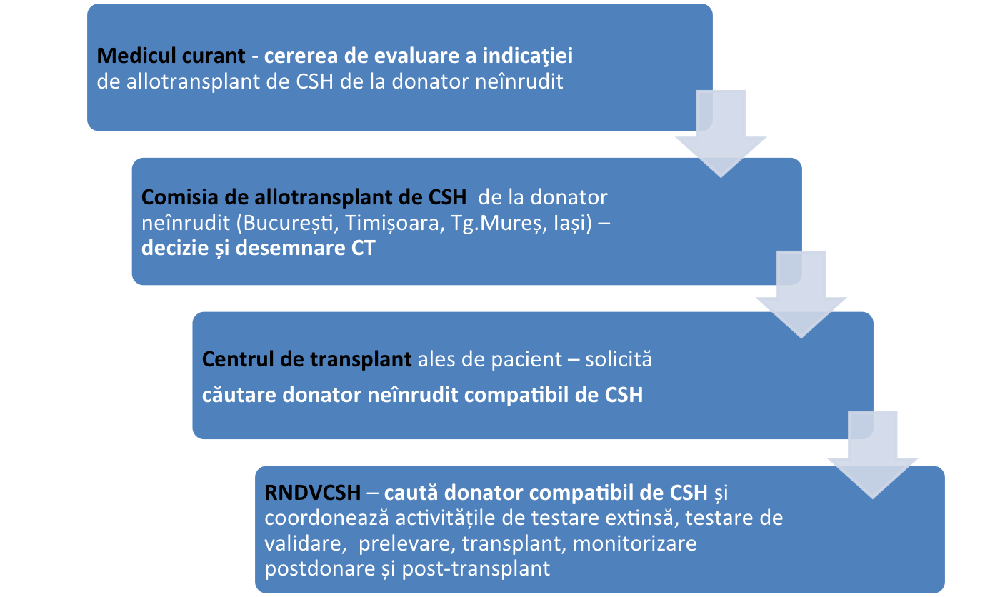 Medicul curant - cererea de evaluare a indicaţiei
de allotransplant de CSH de la donator neînrudit
Comisia de allotransplant de CSH  de la donator
neînrudit (București, Timișoara, Tg.Mureș, Iași) –
decizie și desemnare CT
Centrul de transplant ales de pacient – solicită
căutare donator neînrudit compatibil de CSH
RNDVCSH – caută donator compatibil de CSH și
coordonează activitățile de testare extinsă, testare de
validare,  prelevare, transplant, monitorizare
postdonare și post-transplant